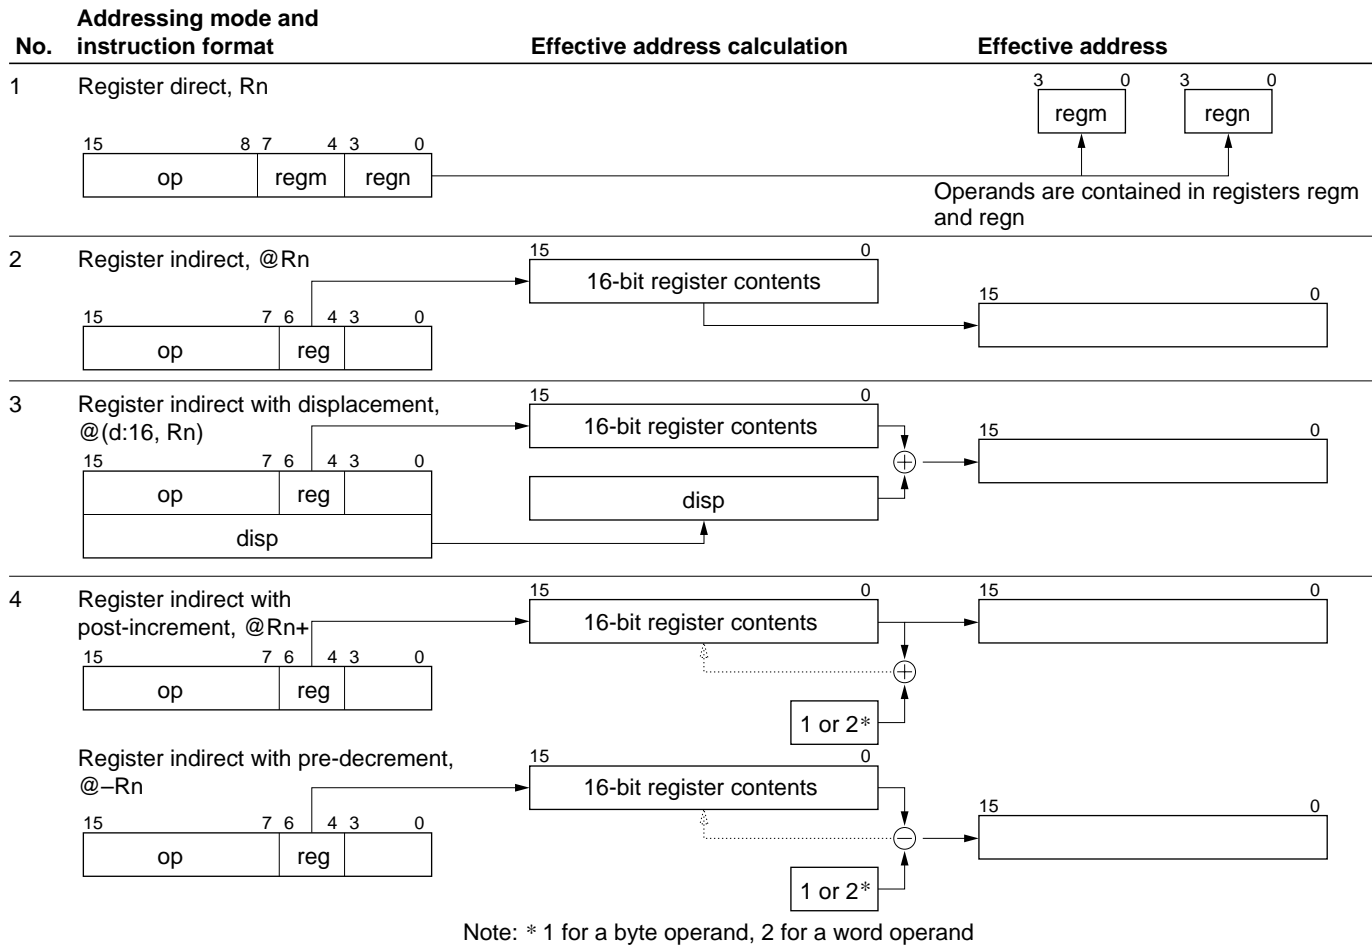 Addressing mode and
No. instruction format Effective address calculation Effective address
1 Register direct, Rn
3 0 3 0
regm regn
15 8 7 4 3 0
op regm regn
Operands are contained in registers regm
and regn
2 Register indirect, @Rn
15 0
16-bit register contents
15 0
15 7 6 4 3 0
op reg
3 Register indirect with displacement,
@(d:16, Rn)
15 0
16-bit register contents
15 0
15 7 6 4 3 0
op reg
disp
disp
4 Register indirect with
post-increment, @Rn+
15 0
16-bit register contents
15 0
15 7 6 4 3 0
op reg
1 or 2*
Register indirect with pre-decrement,
@–Rn
15 0
16-bit register contents
15 0
15 7 6 4 3 0
op reg
1 or 2*
Note: * 1 for a byte operand, 2 for a word operand